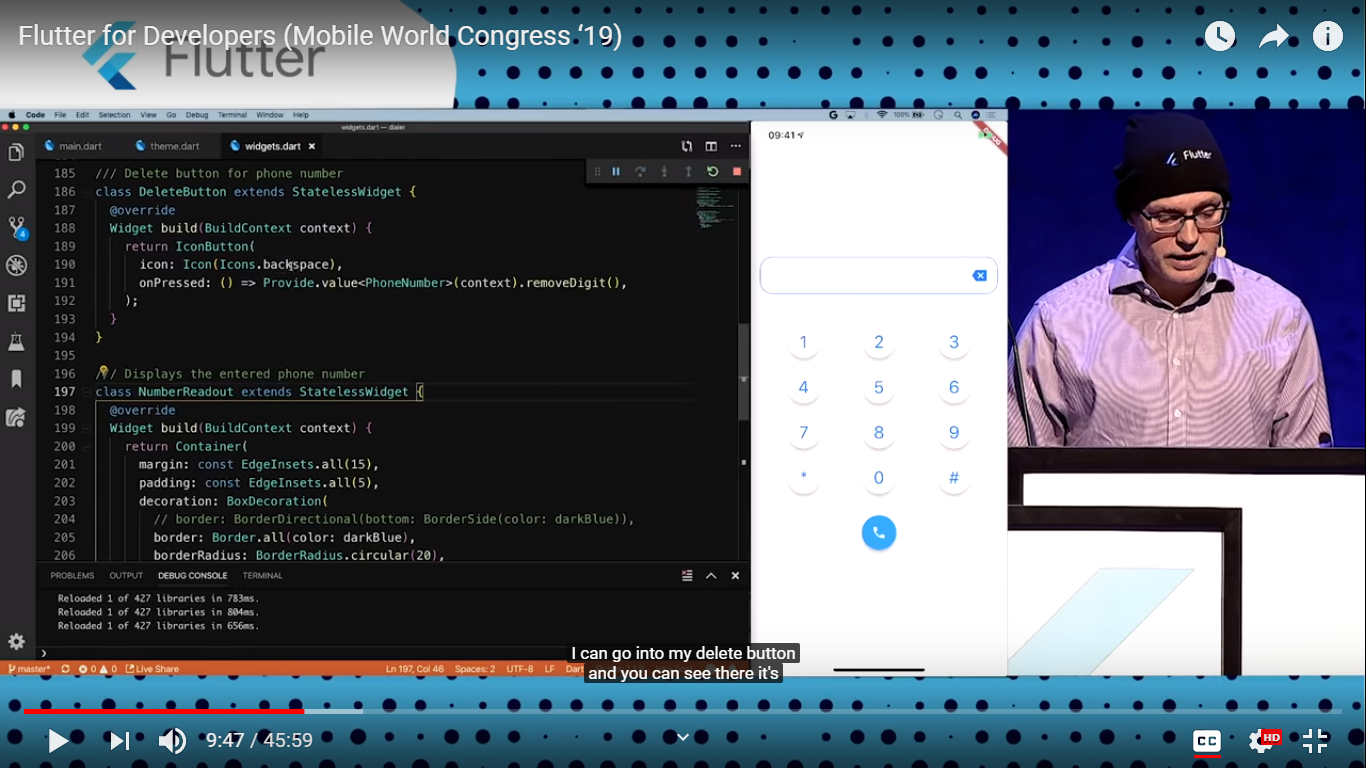 Flutter for Developers (Mobile World Congress ‘19)
Flutter
Code File Edit Selection View Go Debug Terminal Window Help
100%
widgets.dart — dialer
main.dart theme.dart widgets.dart
185 /// Delete button for phone number
186 class DeleteButton extends StatelessWidget {
187 @override
188 Widget build(BuildContext context) {
189 return IconButton(
190 icon: Icon(Icons.backspace),
191 onPressed: () => Provide.value<PhoneNumber>(context).removeDigit(),
192 );
193 }
194 }
195
196 /// Displays the entered phone number
197 class NumberReadout extends StatelessWidget {
198 @override
199 Widget build(BuildContext context) {
200 return Container(
201 margin: const EdgeInsets.all(15),
202 padding: const EdgeInsets.all(5),
203 decoration: BoxDecoration(
204 // border: BorderDirectional(bottom: BorderSide(color: darkBlue)),
205 border: Border.all(color: darkBlue),
206 borderRadius: BorderRadius.circular(20),
4
PROBLEMS OUTPUT DEBUG CONSOLE TERMINAL
Reloaded 1 of 427 libraries in 783ms.
Reloaded 1 of 427 libraries in 804ms.
Reloaded 1 of 427 libraries in 656ms.
master* 0 0 Live Share Ln 197, Col 46 Spaces: 2 UTF-8 LF Dart
09:41
1 2 3
4 5 6
7 8 9
* 0 #
Flutter
I can go into my delete button
and you can see there it's
9:47 / 45:59
CC
HD